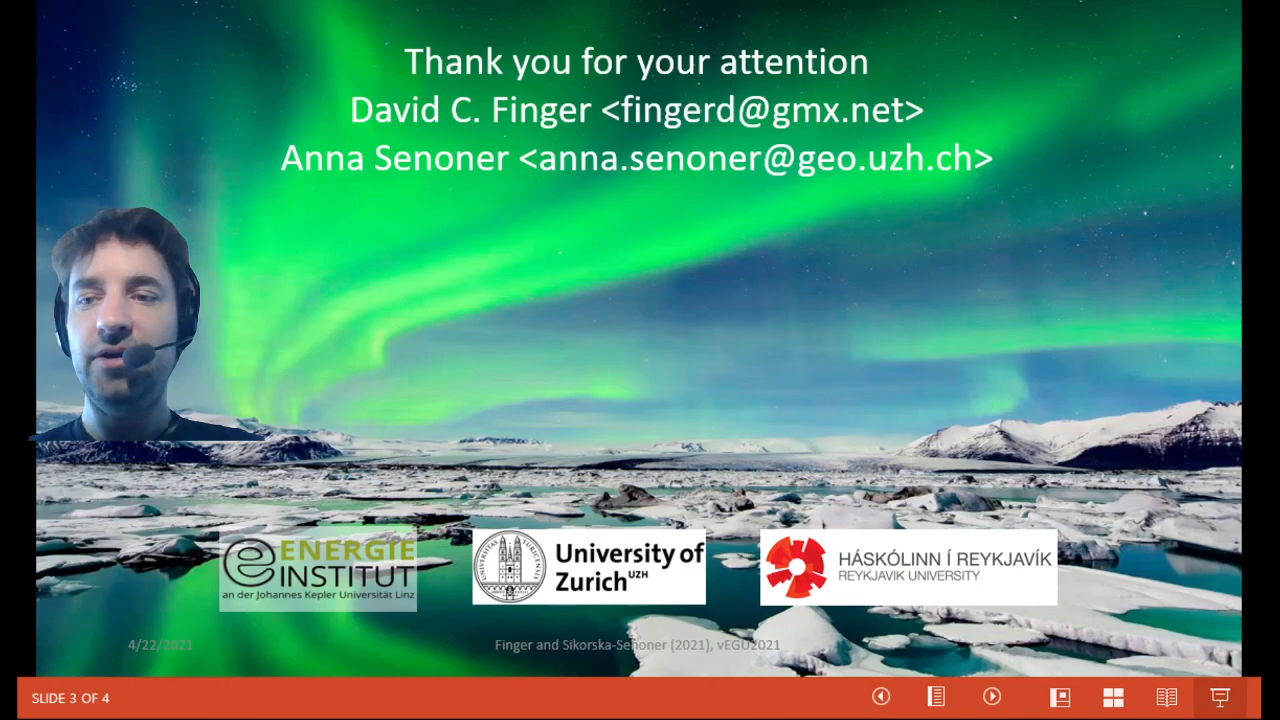 Thank you for your attention
David C. Finger <fingerd@gmx.net>
Anna Senoner <anna.senoner@geo.uzh.ch>
ENERGIE
INSTITUT
an der Johannes Kepler Universität Linz
UNIVERSITAS TURICENSIS
University of
Zurich UZH
HÁSKÓLINN Í REYKJAVÍK
REYKJAVIK UNIVERSITY
4/22/2021
Finger and Sikorska-Senoner (2021), vEGU2021
SLIDE 3 OF 4